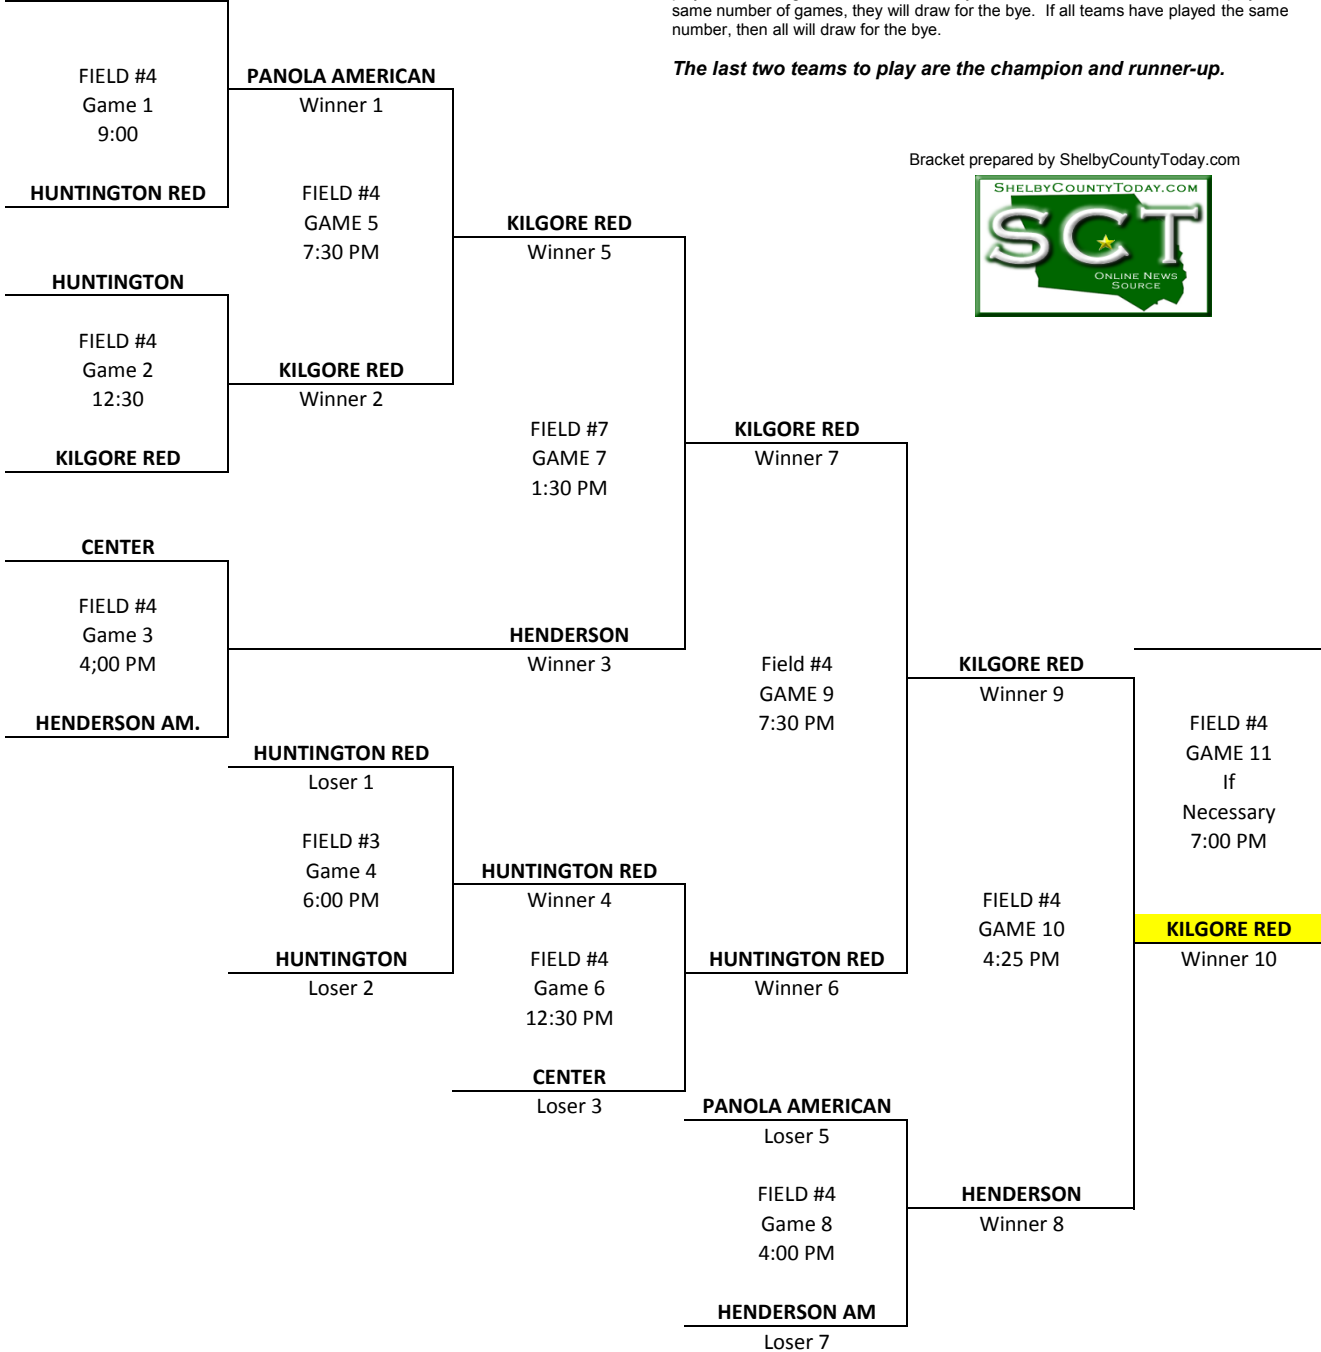 same number of games, they will draw for the bye.  If all teams have played the same
number, then all will draw for the bye.
The last two teams to play are the champion and runner-up.
Bracket prepared by ShelbyCountyToday.com
SHELBYCOUNTYTODAY.COM
SCT
ONLINE NEWS
SOURCE
FIELD #4
Game 1
9:00
HUNTINGTON RED
HUNTINGTON
FIELD #4
Game 2
12:30
KILGORE RED
CENTER
FIELD #4
Game 3
4;00 PM
HENDERSON AM.
PANOLA AMERICAN
Winner 1
FIELD #4
GAME 5
7:30 PM
KILGORE RED
Winner 2
HUNTINGTON RED
Loser 1
FIELD #3
Game 4
6:00 PM
HUNTINGTON
Loser 2
KILGORE RED
Winner 5
FIELD #7
GAME 7
1:30 PM
HENDERSON
Winner 3
HUNTINGTON RED
Winner 4
FIELD #4
Game 6
12:30 PM
CENTER
Loser 3
KILGORE RED
Winner 7
Field #4
GAME 9
7:30 PM
HUNTINGTON RED
Winner 6
PANOLA AMERICAN
Loser 5
FIELD #4
Game 8
4:00 PM
HENDERSON AM
Loser 7
KILGORE RED
Winner 9
FIELD #4
GAME 10
4:25 PM
HENDERSON
Winner 8
FIELD #4
GAME 11
If
Necessary
7:00 PM
KILGORE RED
Winner 10